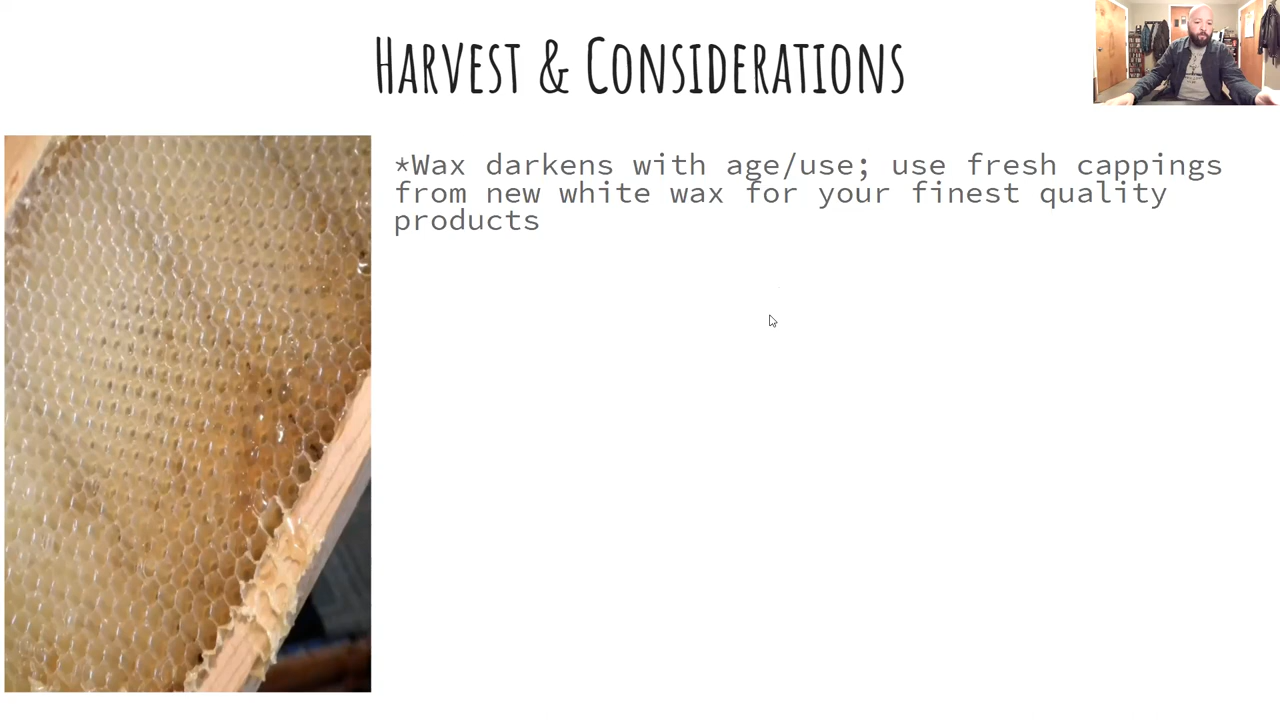 Harvest & Considerations
*Wax darkens with age/use; use fresh cappings
from new white wax for your finest quality
products